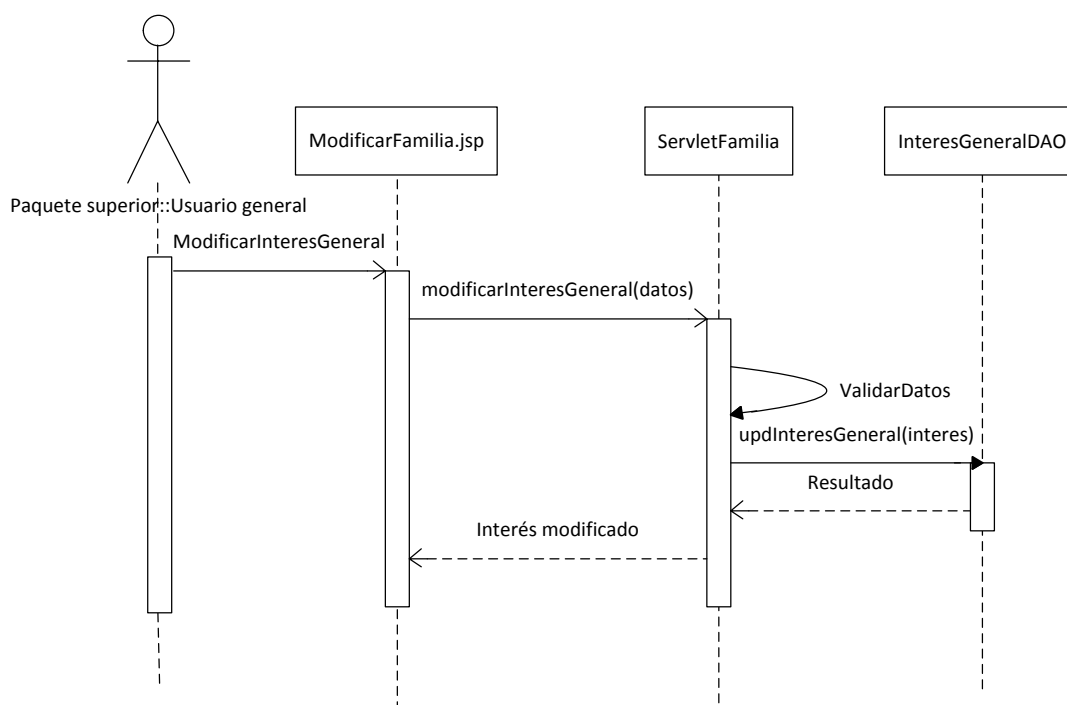 ModificarFamilia.jsp
ServletFamilia
InteresGeneralDAO
Paquete superior::Usuario general
ModificarInteresGeneral
modificarInteresGeneral(datos)
ValidarDatos
updInteresGeneral(interes)
Resultado
Interés modificado